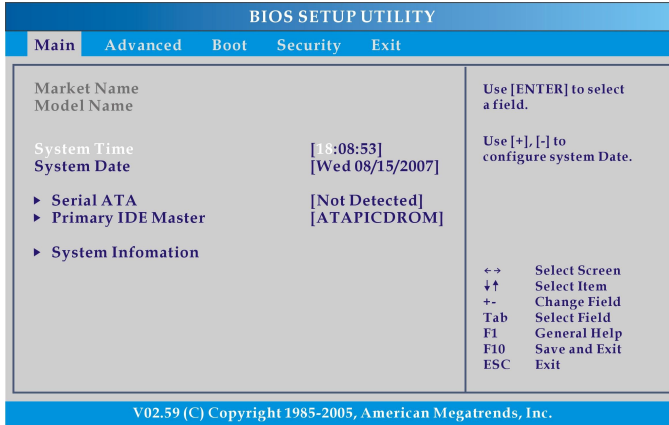 BIOS SETUP UTILITY
Main Advanced Boot Security Exit
Market Name
Model Name
System Time [18:08:53]
System Date [Wed 08/15/2007]
Serial ATA [Not Detected]
Primary IDE Master [ATAPICDROM]
System Infomation
Use [ENTER] to select
a field.
Use [+], [-] to
configure system Date.
←→ Select Screen
↓↑ Select Item
+- Change Field
Tab Select Field
F1 General Help
F10 Save and Exit
ESC Exit
V02.59 (C) Copyright 1985-2005, American Megatrends, Inc.